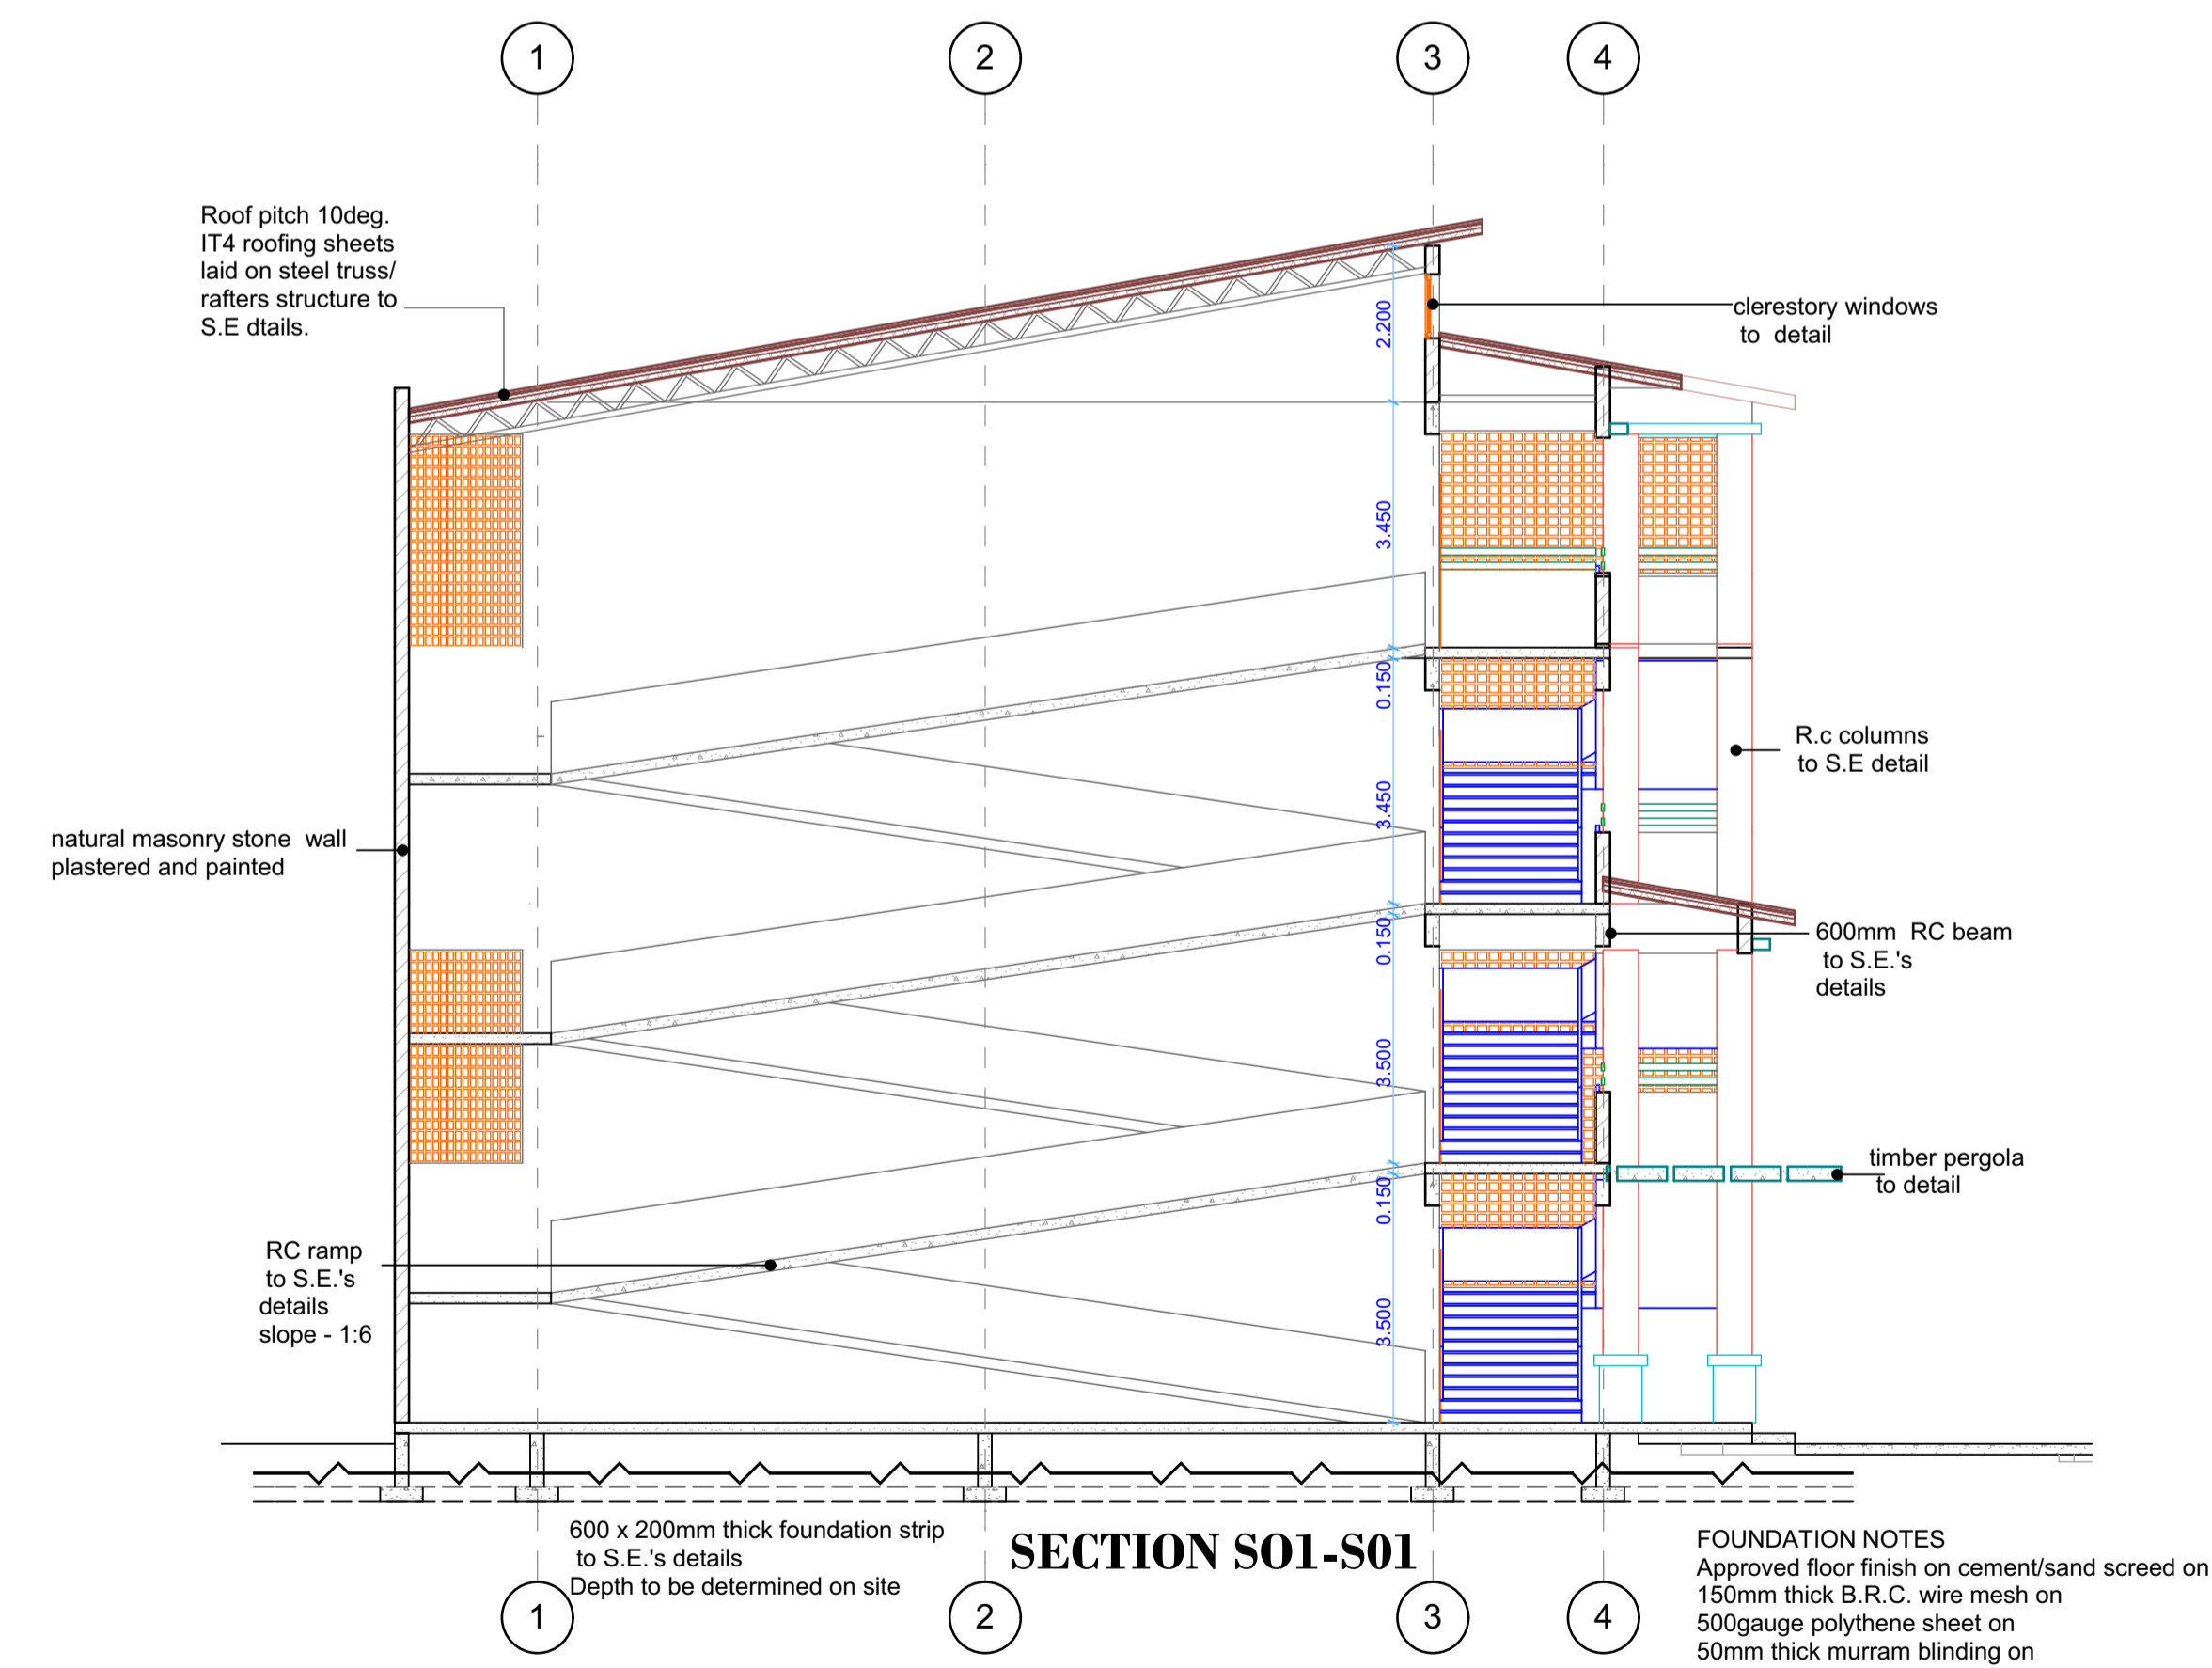 1
2
3
4
Roof pitch 10deg.
IT4 roofing sheets
laid on steel truss/
rafters structure to
S.E dtails.
clerestory windows
to detail
2.200
3.450
0.150
3.450
0.150
3.500
0.150
3.500
R.c columns
to S.E detail
natural masonry stone wall
plastered and painted
600mm RC beam
to S.E.'s
details
timber pergola
to detail
RC ramp
to S.E.'s
details
slope - 1:6
600 x 200mm thick foundation strip
to S.E.'s details
Depth to be determined on site
SECTION SO1-S01
FOUNDATION NOTES
Approved floor finish on cement/sand screed on
150mm thick B.R.C. wire mesh on
500gauge polythene sheet on
50mm thick murram blinding on
1
2
3
4